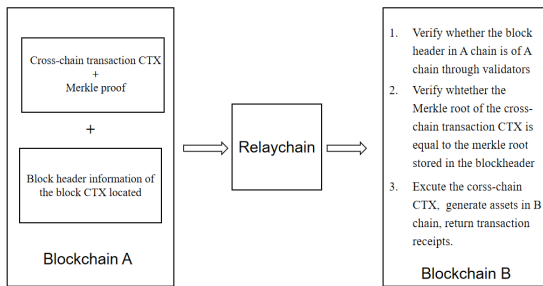 Cross-chain transaction CTX
+
Merkle proof
+
Block header information of
the block CTX located
Blockchain A
Relaychain
1. Verify whether the block
header in A chain is of A
chain through validators
2. Verify whtether the
Merkle root of the cross-
chain transaction CTX is
equal to the merkle root
stored in the blockheader
3. Excute the corss-chain
CTX, generate assets in B
chain, return transaction
receipts.
Blockchain B